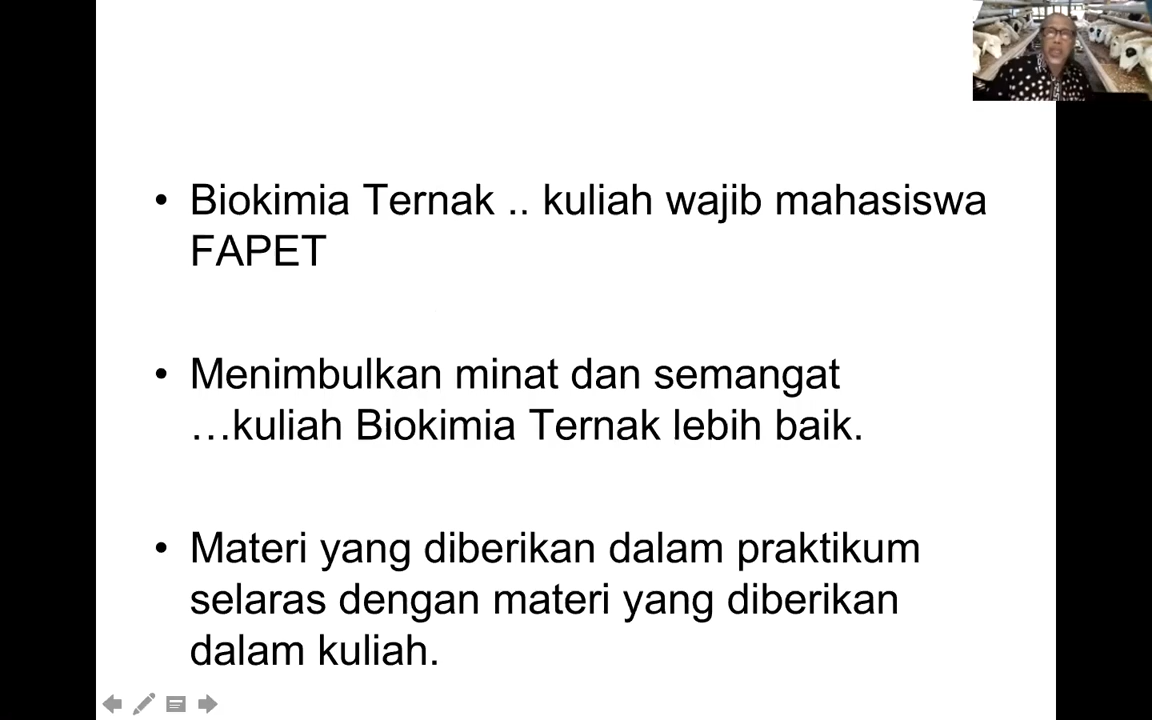 • Biokimia Ternak .. kuliah wajib mahasiswa
FAPET
• Menimbulkan minat dan semangat
…kuliah Biokimia Ternak lebih baik.
• Materi yang diberikan dalam praktikum
selaras dengan materi yang diberikan
dalam kuliah.